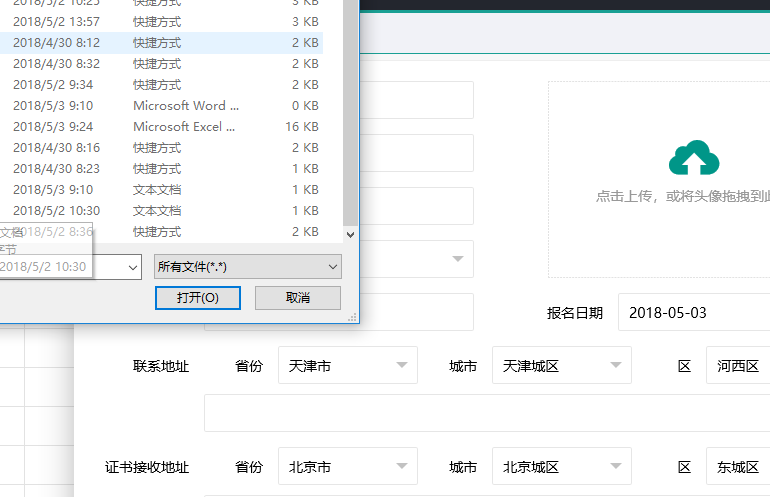 2018/5/2 10:25 快捷方式 3 KB
2018/5/2 13:57 快捷方式 3 KB
2018/4/30 8:12 快捷方式 2 KB
2018/4/30 8:32 快捷方式 2 KB
2018/5/2 9:34 快捷方式 2 KB
2018/5/3 9:10 Microsoft Word ... 0 KB
2018/5/3 9:24 Microsoft Excel ... 16 KB
2018/4/30 8:16 快捷方式 2 KB
2018/4/30 8:23 快捷方式 1 KB
2018/5/3 9:10 文本文档 1 KB
2018/5/2 10:30 文本文档 1 KB
2018/5/2 8:36 快捷方式 2 KB
文档
字节
2018/5/2 10:30
所有文件(*.*)
打开(O) 取消
点击上传，或将头像拖拽到此
报名日期 2018-05-03
联系地址 省份 天津市 城市 天津城区 区 河西区
证书接收地址 省份 北京市 城市 北京城区 区 东城区